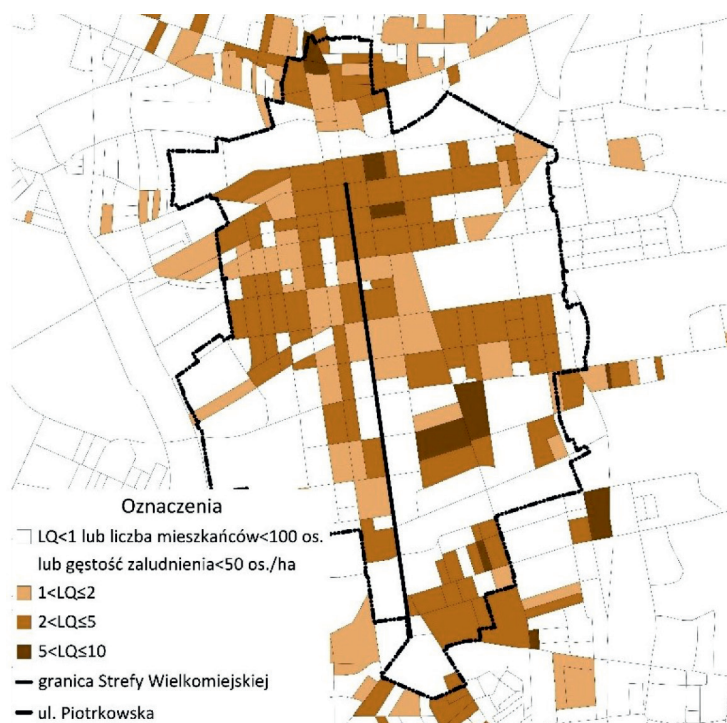 Oznaczenia
LQ<1 lub liczba mieszkańców<100 os.
lub gęstość zaludnienia<50 os./ha
1<LQ≤2
2<LQ≤5
5<LQ≤10
granica Strefy Wielkomiejskiej
ul. Piotrkowska